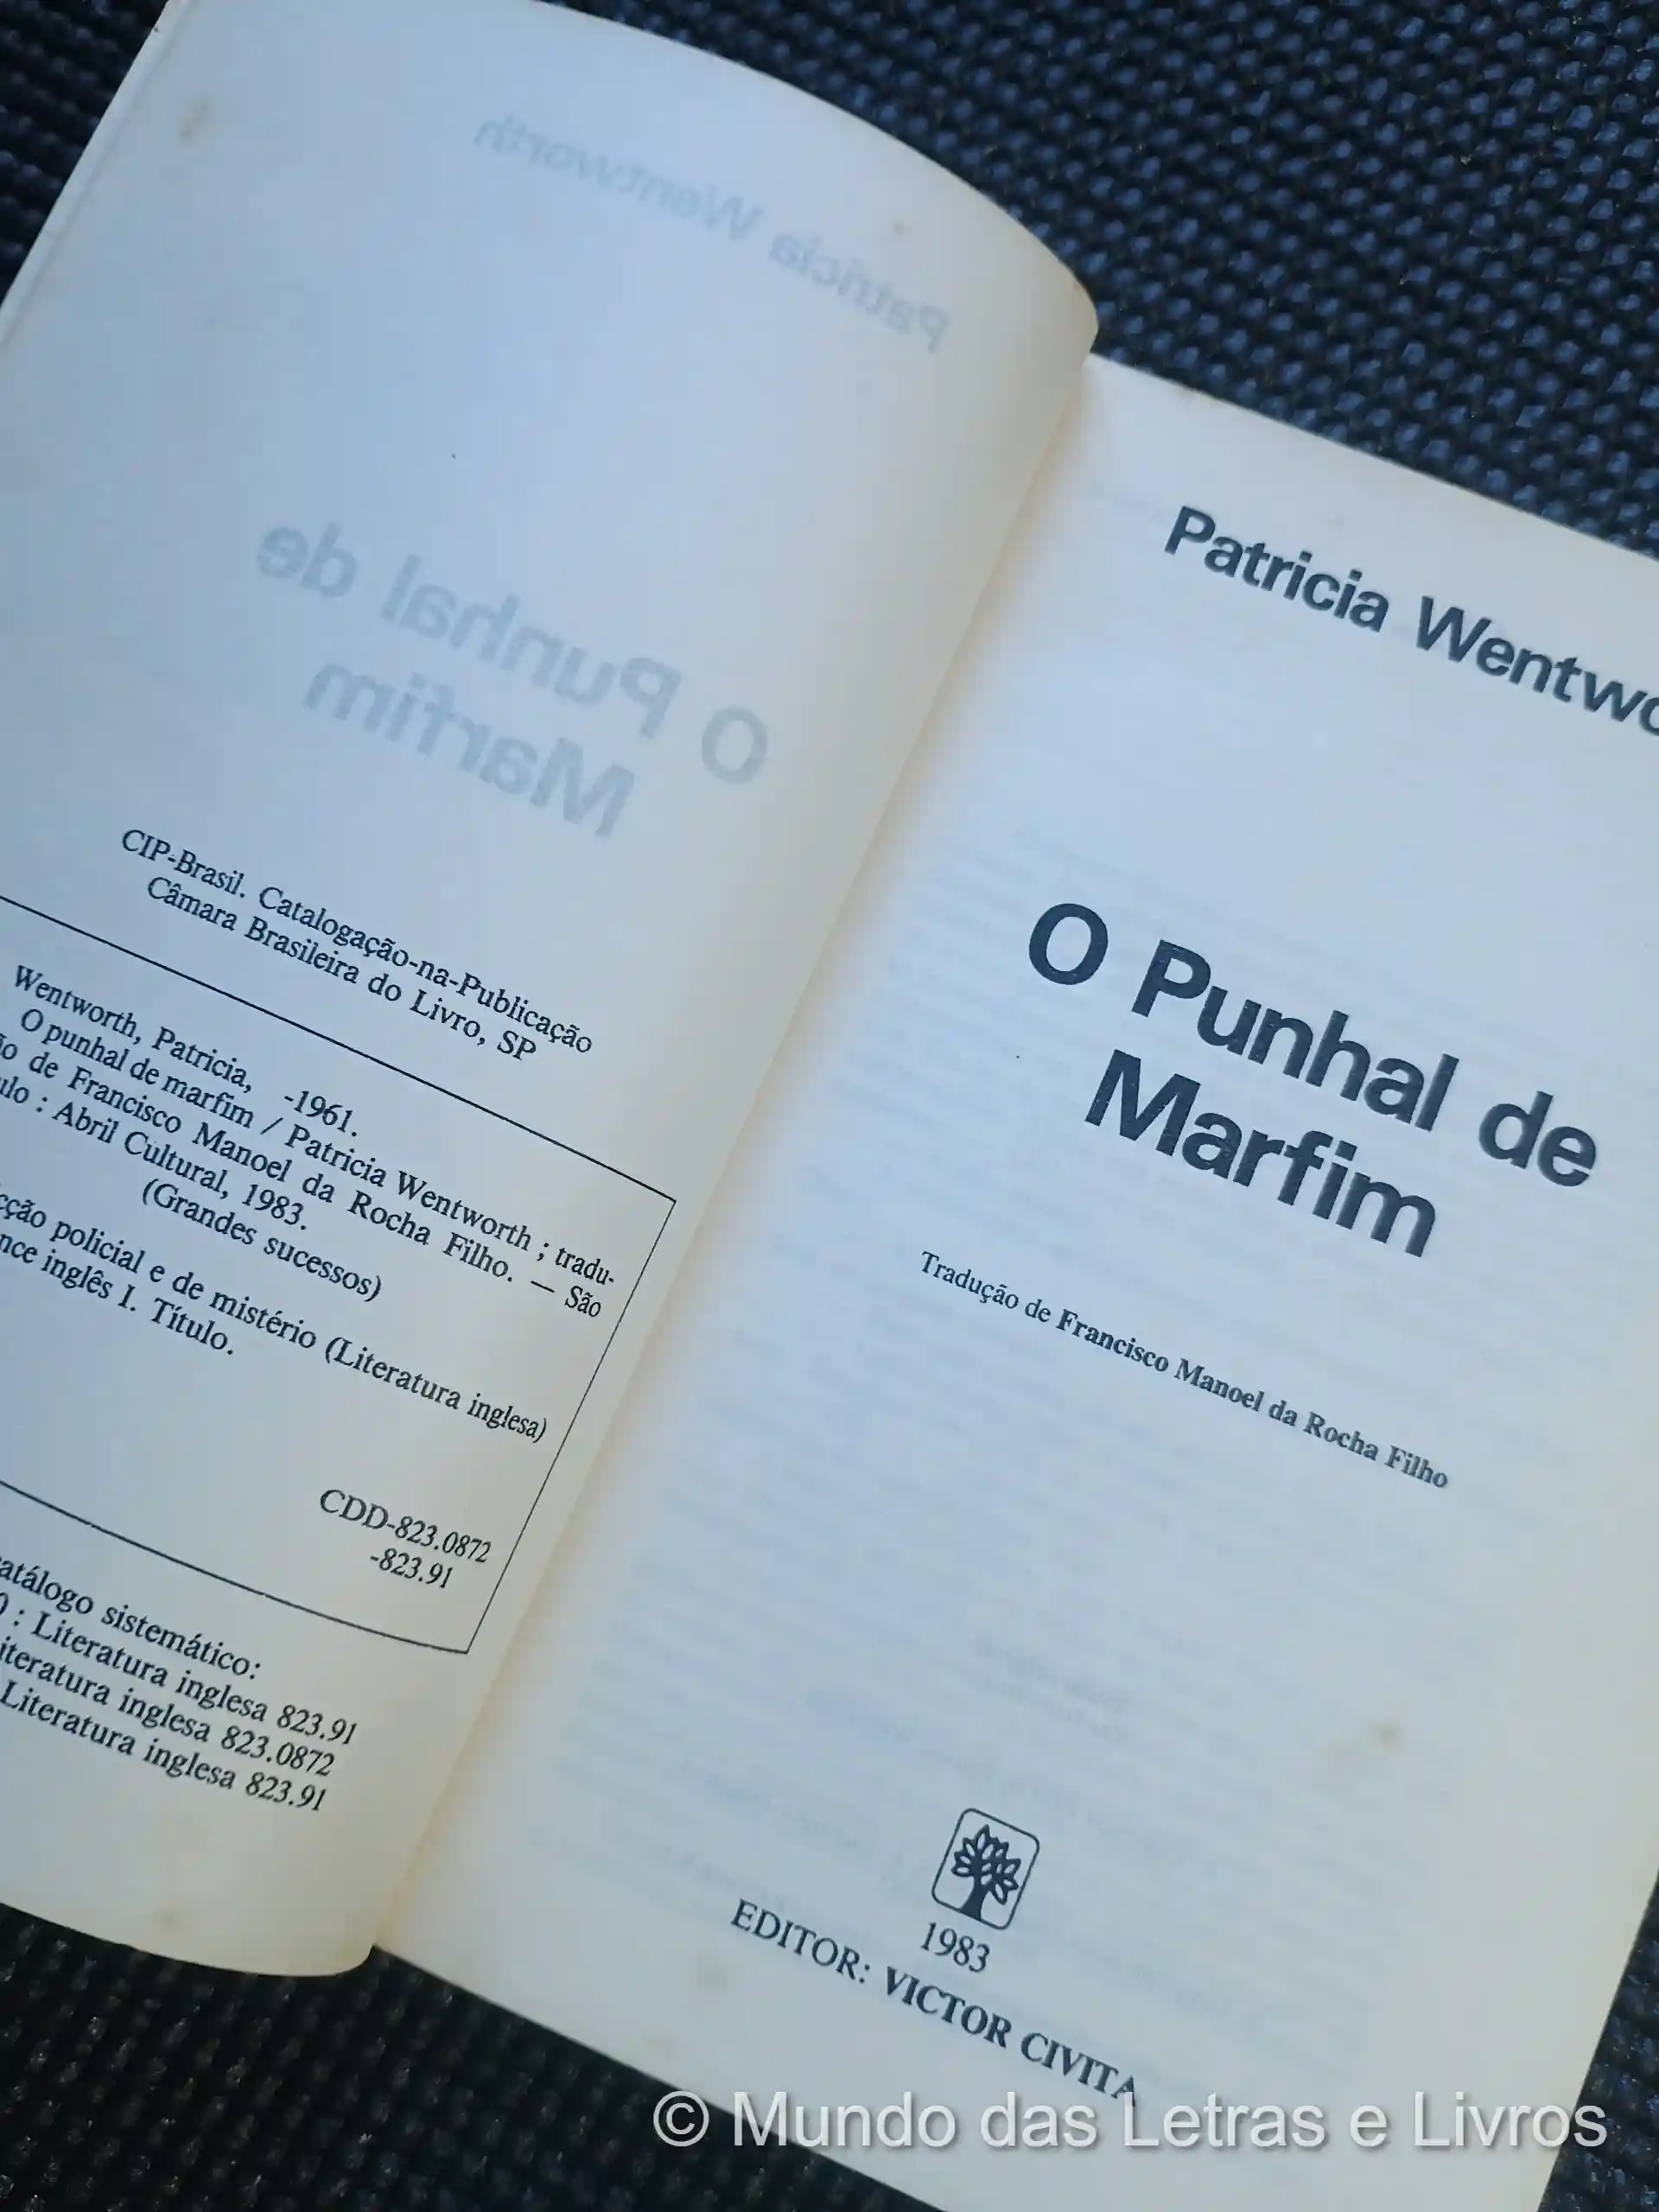 Patricia Wentworth
O Punhal de
Marfim
CIP-Brasil. Catalogação-na-Publicação
Câmara Brasileira do Livro, SP
Wentworth, Patricia, -1961.
O punhal de marfim / Patricia Wentworth ; tradu-
de Francisco Manoel da Rocha Filho. — São
: Abril Cultural, 1983.
(Grandes sucessos)
policial e de mistério (Literatura inglesa)
inglês I. Título.
CDD-823.0872
-823.91
sistemático:
: Literatura inglesa 823.91
inglesa 823.0872
Literatura inglesa 823.91
Patricia Wentwo
O Punhal de
Marfim
Tradução de Francisco Manoel da Rocha Filho
1983
EDITOR: VICTOR CIVITA
© Mundo das Letras e Livros